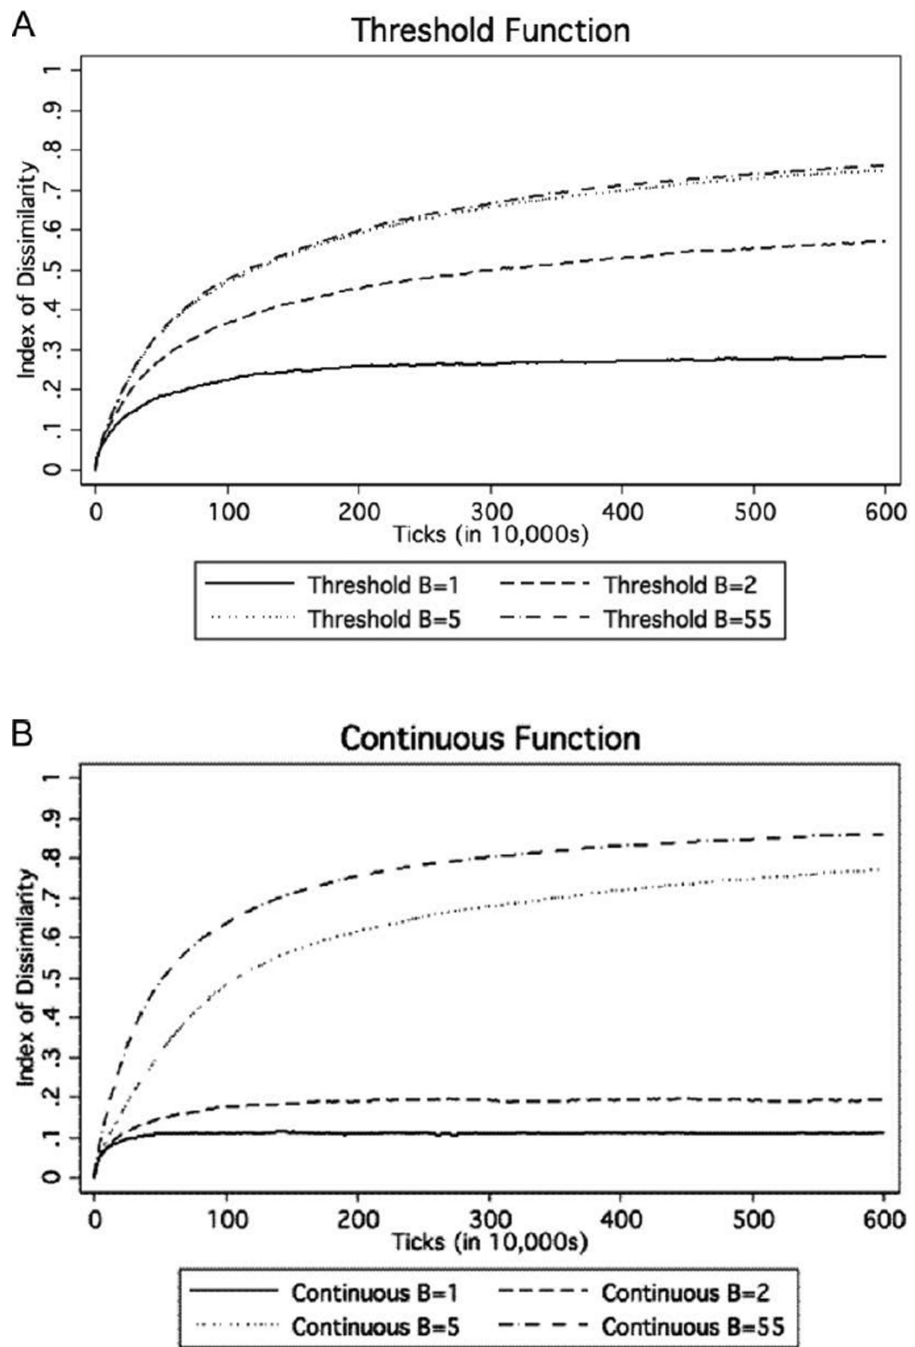 A
Threshold Function
Index of Dissimilarity
1
.9
.8
.7
.6
.5
.4
.3
.2
.1
0
0 100 200 300 400 500 600
Ticks (in 10,000s)
Threshold B=1 Threshold B=2
Threshold B=5 Threshold B=55
B
Continuous Function
Index of Dissimilarity
1
.9
.8
.7
.6
.5
.4
.3
.2
.1
0
0 100 200 300 400 500 600
Ticks (in 10,000s)
Continuous B=1 Continuous B=2
Continuous B=5 Continuous B=55